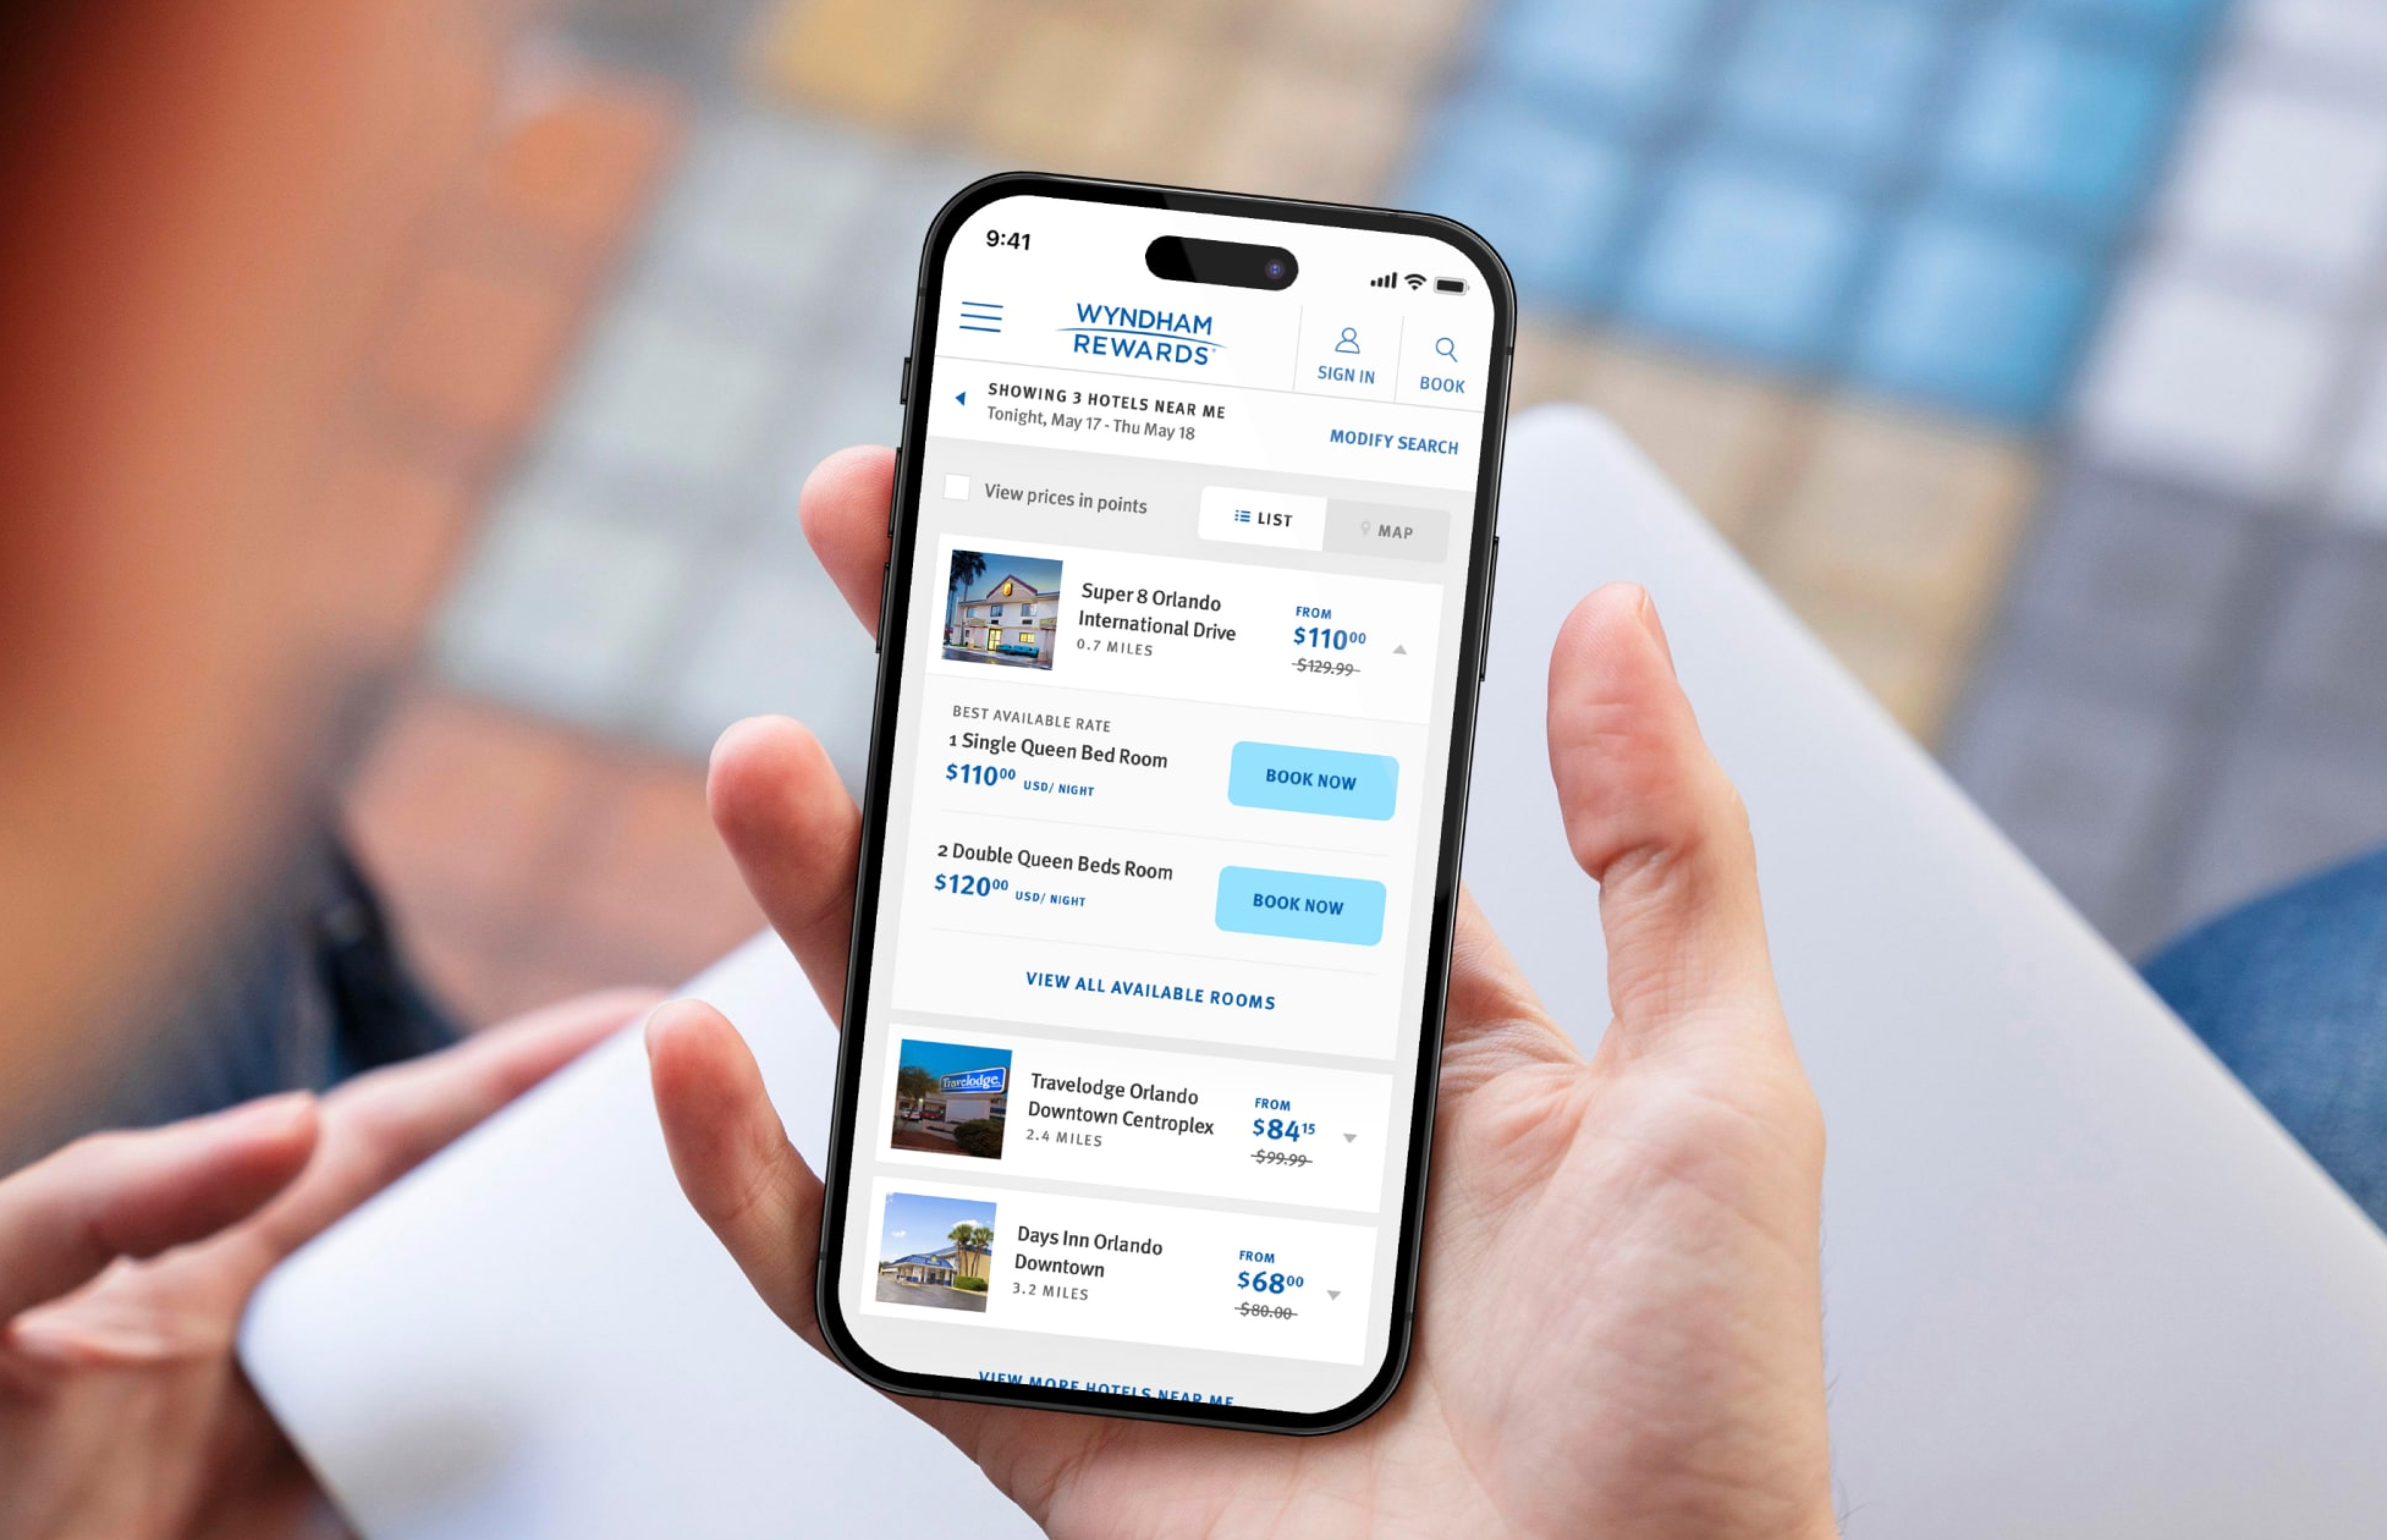 9:41
WYNDHAM
REWARDS®
SIGN IN
BOOK
SHOWING 3 HOTELS NEAR ME
Tonight, May 17 - Thu May 18
MODIFY SEARCH
View prices in points
LIST
MAP
Super 8 Orlando
International Drive
0.7 MILES
FROM
$110.00
$129.99
BEST AVAILABLE RATE
1 Single Queen Bed Room
$110.00 USD/ NIGHT
BOOK NOW
2 Double Queen Beds Room
$120.00 USD/ NIGHT
BOOK NOW
VIEW ALL AVAILABLE ROOMS
Travelodge
Travelodge Orlando
Downtown Centroplex
2.4 MILES
FROM
$84.15
$99.99
Days Inn Orlando
Downtown
3.2 MILES
FROM
$68.00
$80.00
VIEW MORE HOTELS NEAR ME